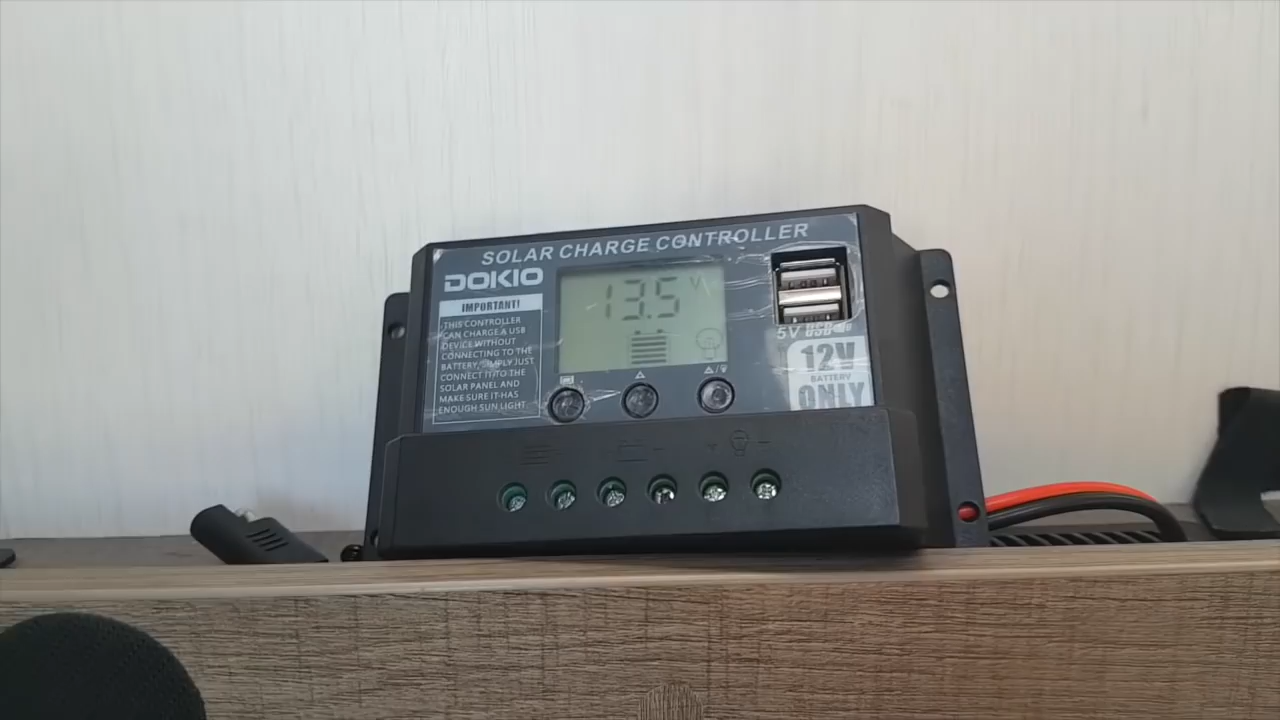 SOLAR CHARGE CONTROLLER
DOKIO
IMPORTANT!
THIS CONTROLLER
CAN CHARGE A USB
DEVICE WITHOUT
CONNECTING TO THE
BATTERY, SIMPLY JUST
CONNECT IT TO THE
SOLAR PANEL AND
MAKE SURE IT HAS
ENOUGH SUN LIGHT.
13.5 V
5V USB
12V
BATTERY
ONLY